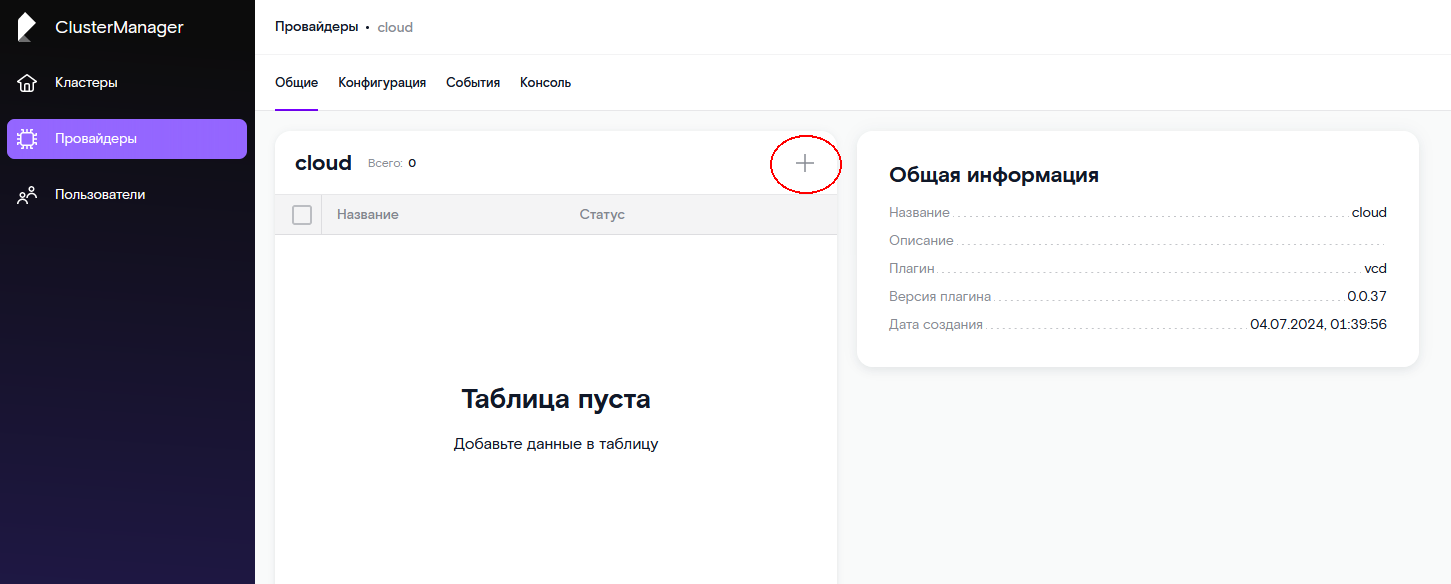 ClusterManager
Кластеры
Провайдеры
Пользователи
Провайдеры • cloud
Общие Конфигурация События Консоль
cloud Всего: 0
Название Статус
Таблица пуста
Добавьте данные в таблицу
Общая информация
Название cloud
Описание
Плагин vcd
Версия плагина 0.0.37
Дата создания 04.07.2024, 01:39:56